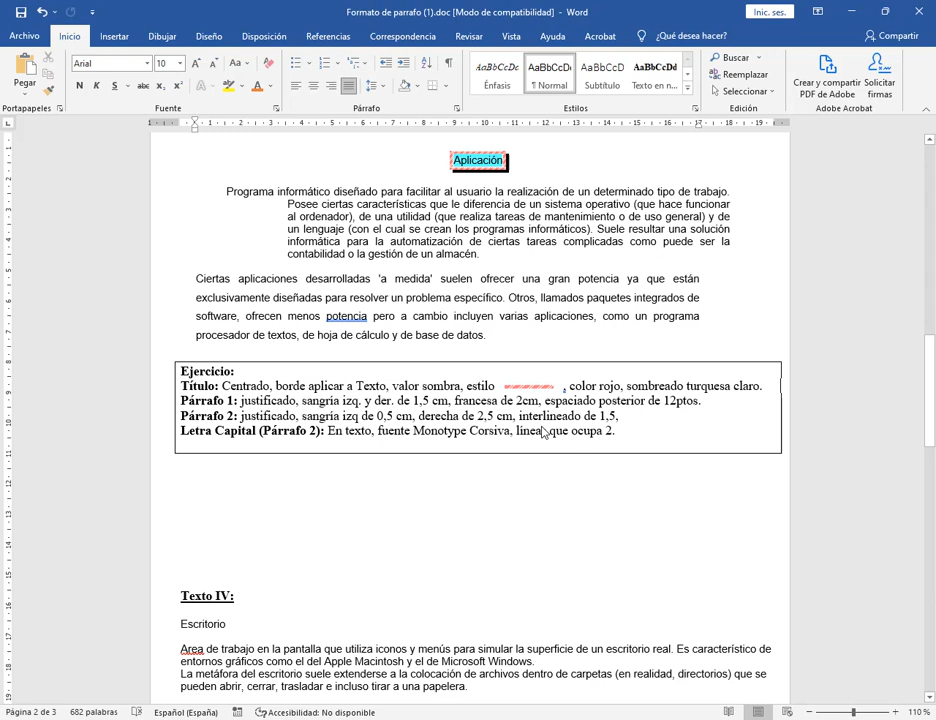 Formato de parrafo (1).doc [Modo de compatibilidad] - Word
Inic. ses.
Archivo Inicio Insertar Dibujar Diseño Disposición Referencias Correspondencia Revisar Vista Ayuda Acrobat ¿Qué desea hacer? Compartir
Pegar
Arial 10
N K S abc x₂ x²
AaBbCcDc AaBbCcDc AaBbCcD AaBbCcDd
Énfasis ¶ Normal Subtítulo Texto en n...
Buscar
Reemplazar
Seleccionar
Crear y compartir PDF de Adobe
Solicitar firmas
Portapapeles Fuente Párrafo Estilos Edición Adobe Acrobat
Aplicación
Programa informático diseñado para facilitar al usuario la realización de un determinado tipo de trabajo.
Posee ciertas características que le diferencia de un sistema operativo (que hace funcionar
al ordenador), de una utilidad (que realiza tareas de mantenimiento o de uso general) y de
un lenguaje (con el cual se crean los programas informáticos). Suele resultar una solución
informática para la automatización de ciertas tareas complicadas como puede ser la
contabilidad o la gestión de un almacén.
Ciertas aplicaciones desarrolladas 'a medida' suelen ofrecer una gran potencia ya que están
exclusivamente diseñadas para resolver un problema específico. Otros, llamados paquetes integrados de
software, ofrecen menos potencia pero a cambio incluyen varias aplicaciones, como un programa
procesador de textos, de hoja de cálculo y de base de datos.
Ejercicio:
Título: Centrado, borde aplicar a Texto, valor sombra, estilo , color rojo, sombreado turquesa claro.
Párrafo 1: justificado, sangría izq. y der. de 1,5 cm, francesa de 2cm, espaciado posterior de 12ptos.
Párrafo 2: justificado, sangría izq de 0,5 cm, derecha de 2,5 cm, interlineado de 1,5,
Letra Capital (Párrafo 2): En texto, fuente Monotype Corsiva, línea que ocupa 2.
Texto IV:
Escritorio
Area de trabajo en la pantalla que utiliza iconos y menús para simular la superficie de un escritorio real. Es característico de
entornos gráficos como el del Apple Macintosh y el de Microsoft Windows.
La metáfora del escritorio suele extenderse a la colocación de archivos dentro de carpetas (en realidad, directorios) que se
pueden abrir, cerrar, trasladar e incluso tirar a una papelera.
Página 2 de 3 682 palabras Español (España) Accesibilidad: No disponible 110 %